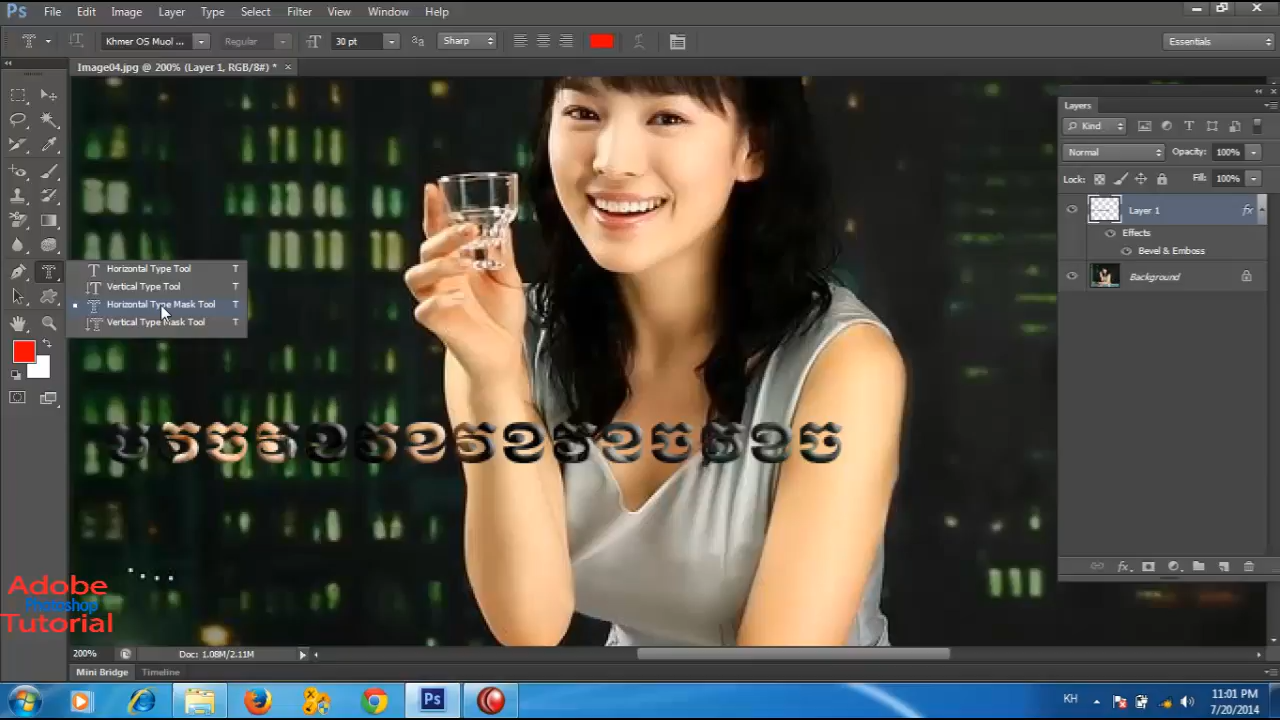 Ps File Edit Image Layer Type Select Filter View Window Help
T Khmer OS Muol ... Regular 30 pt Sharp Essentials
Image04.jpg @ 200% (Layer 1, RGB/8#) * ×
Layers
Kind
Normal Opacity: 100%
Lock: Fill: 100%
Layer 1 fx
Effects
Bevel & Emboss
Background
Horizontal Type Tool T
Vertical Type Tool T
Horizontal Type Mask Tool T
Vertical Type Mask Tool T
Adobe
Photoshop
Tutorial
200% Doc: 1.08M/2.11M
Mini Bridge Timeline
KH 11:01 PM
7/20/2014